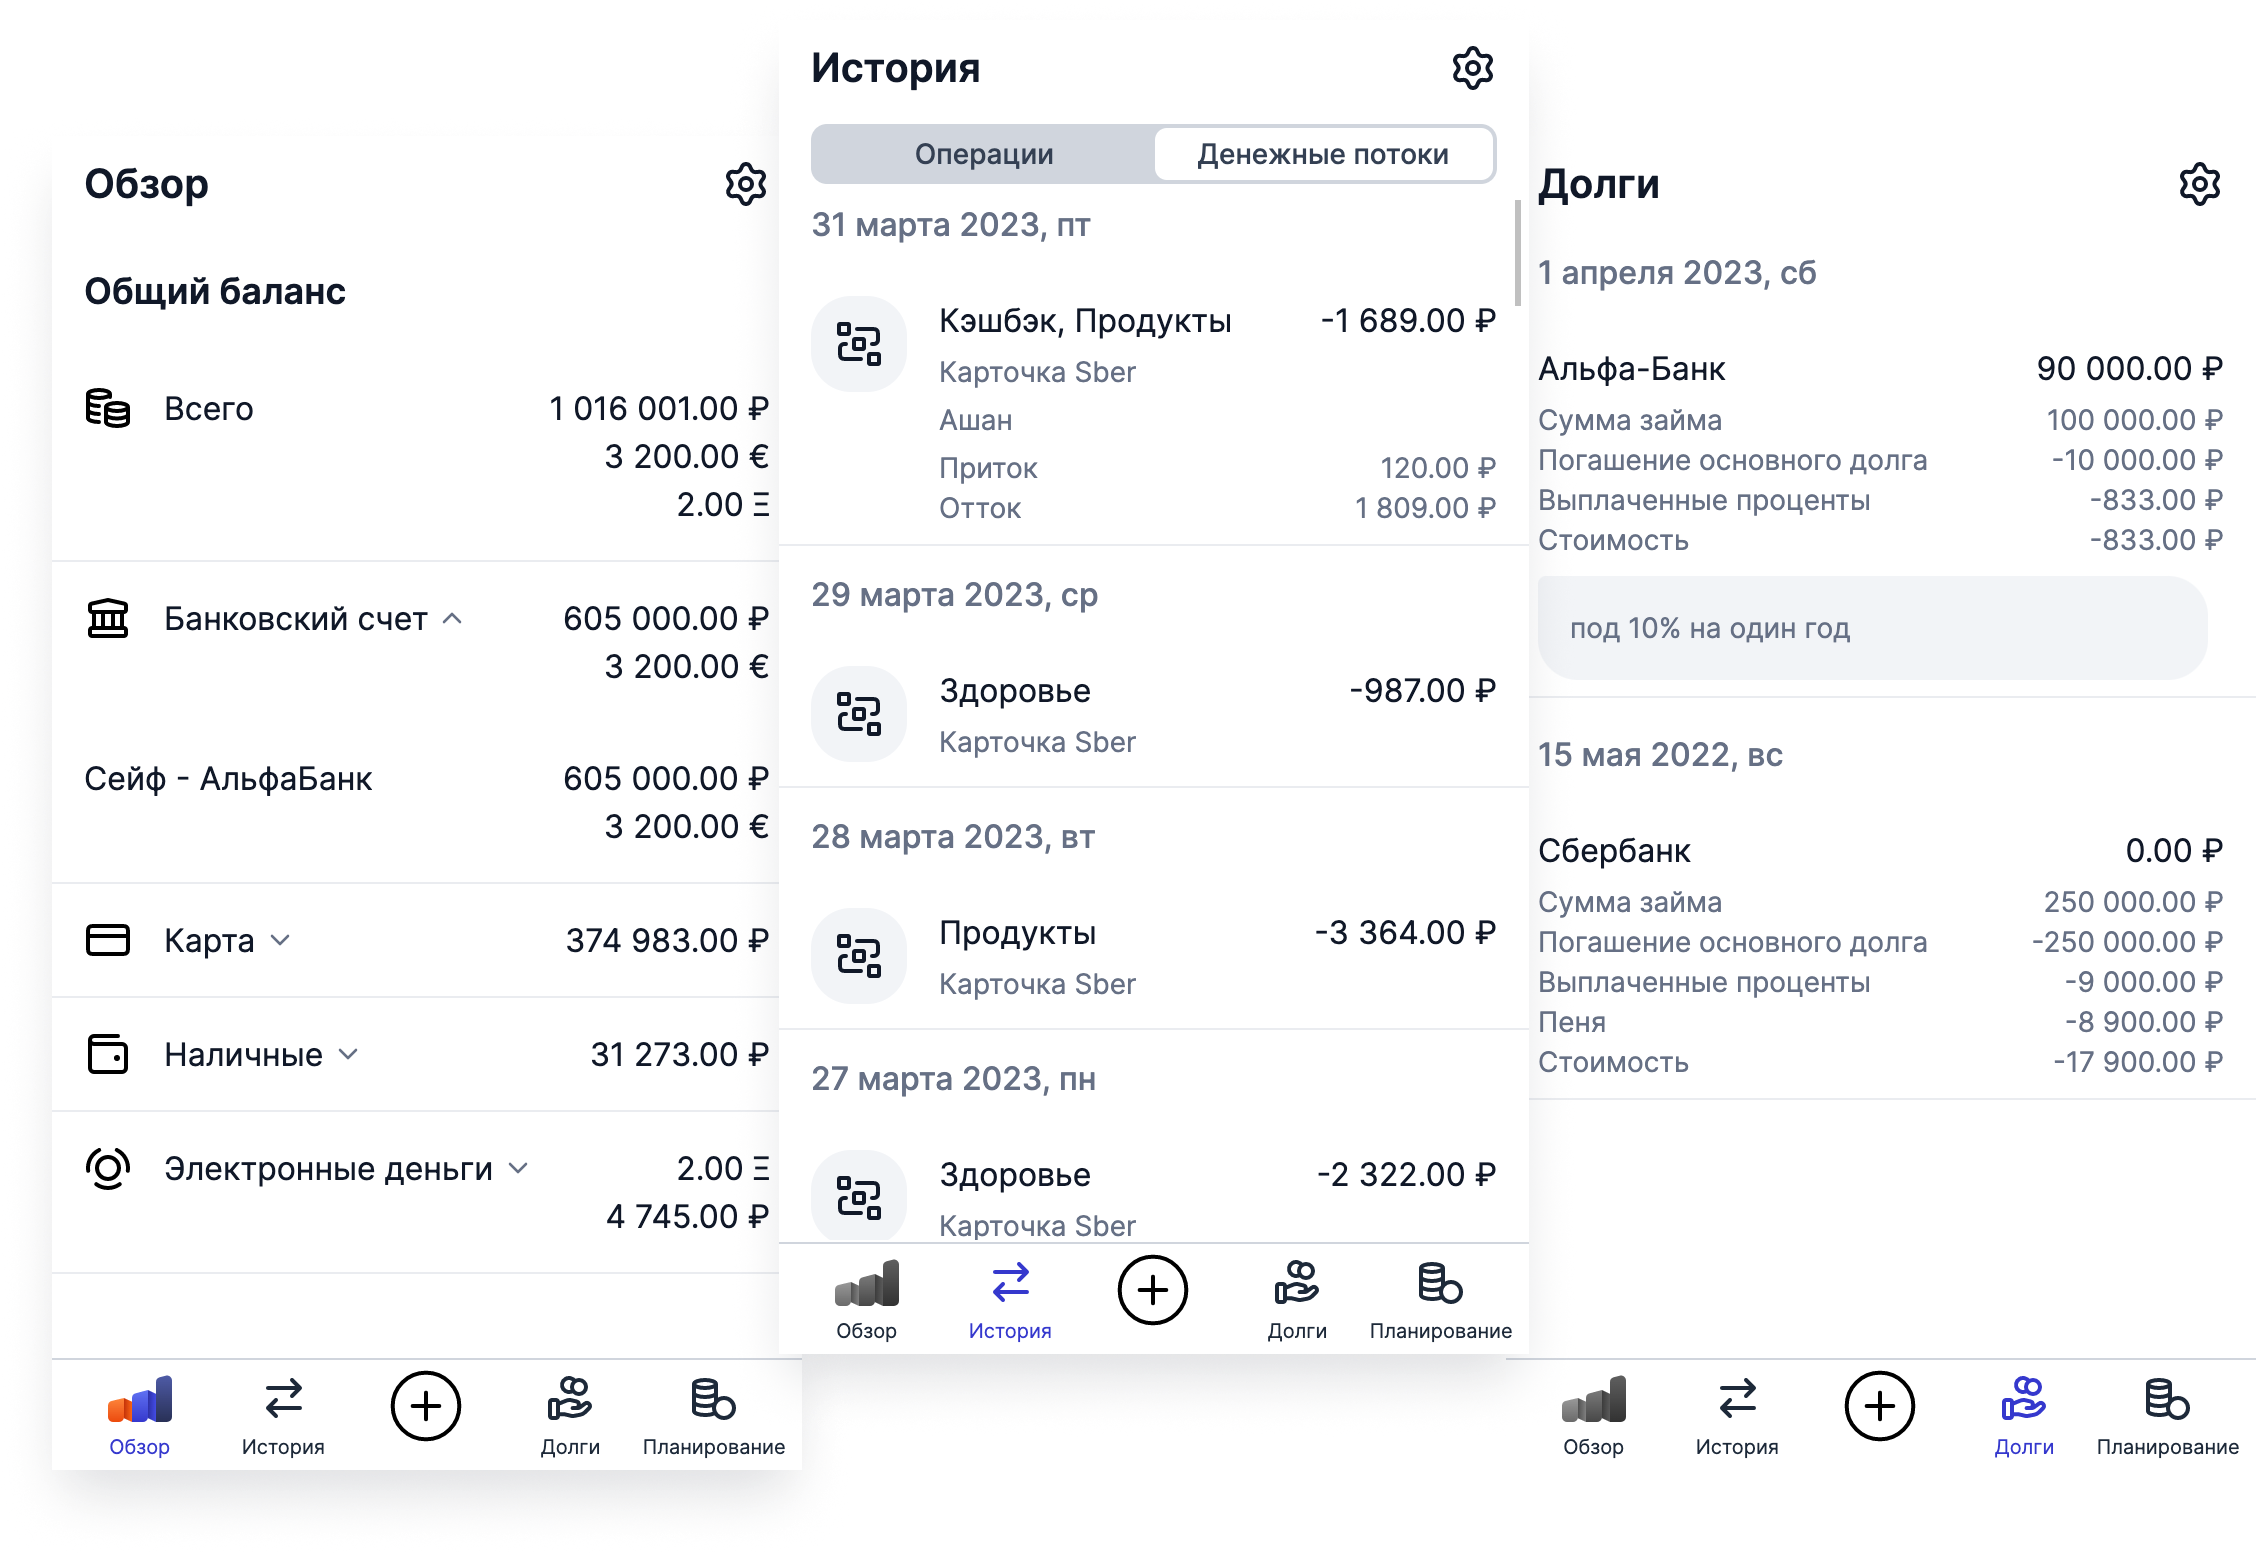 Обзор
Общий баланс
Всего 1 016 001.00 ₽
3 200.00 €
2.00 Ξ
Банковский счет 605 000.00 ₽
3 200.00 €
Сейф - АльфаБанк 605 000.00 ₽
3 200.00 €
Карта 374 983.00 ₽
Наличные 31 273.00 ₽
Электронные деньги 2.00 Ξ
4 745.00 ₽
Обзор История Долги Планирование
История
Операции Денежные потоки
31 марта 2023, пт
Кэшбэк, Продукты -1 689.00 ₽
Карточка Sber
Ашан
Приток 120.00 ₽
Отток 1 809.00 ₽
29 марта 2023, ср
Здоровье -987.00 ₽
Карточка Sber
28 марта 2023, вт
Продукты -3 364.00 ₽
Карточка Sber
27 марта 2023, пн
Здоровье -2 322.00 ₽
Карточка Sber
Обзор История Долги Планирование
Долги
1 апреля 2023, сб
Альфа-Банк 90 000.00 ₽
Сумма займа 100 000.00 ₽
Погашение основного долга -10 000.00 ₽
Выплаченные проценты -833.00 ₽
Стоимость -833.00 ₽
под 10% на один год
15 мая 2022, вс
Сбербанк 0.00 ₽
Сумма займа 250 000.00 ₽
Погашение основного долга -250 000.00 ₽
Выплаченные проценты -9 000.00 ₽
Пеня -8 900.00 ₽
Стоимость -17 900.00 ₽
Обзор История Долги Планирование